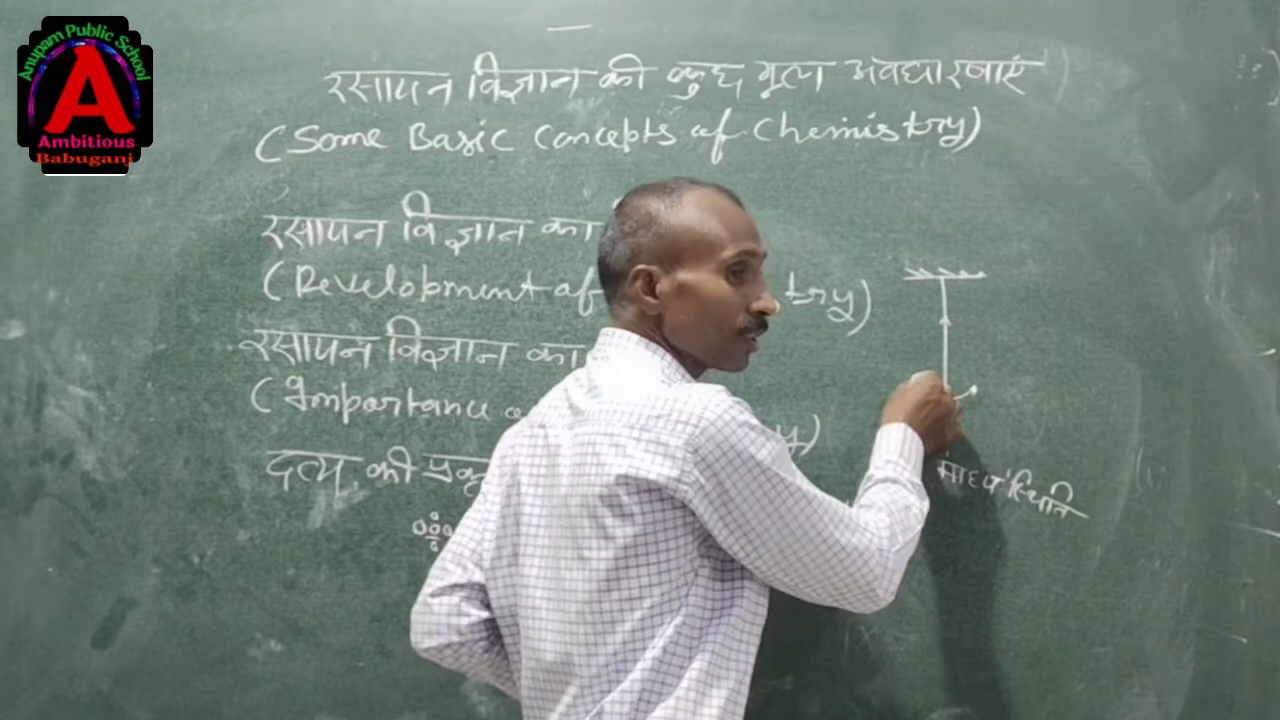 Anupam Public School
A
Ambitious
Babuganj
रसायन विज्ञान की कुछ मूल अवधारणाएं
(Some Basic Concepts of Chemistry)
रसायन विज्ञान का
(Development of try)
रसायन विज्ञान का
(Importance y)
द्रव्य की
माध्य स्थिति